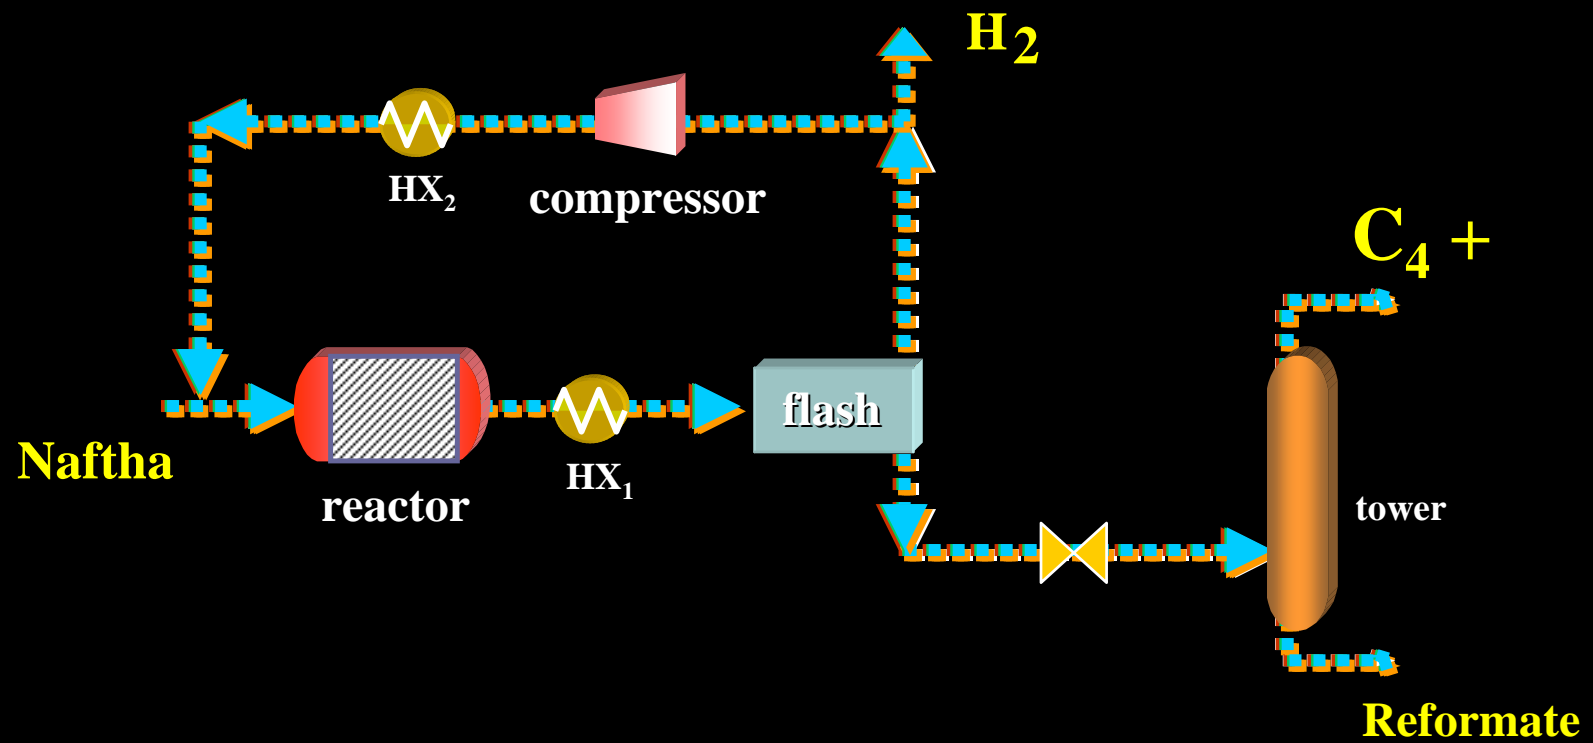 H2
HX2
compressor
C4 +
flash
Naftha
HX1
reactor
tower
Reformate